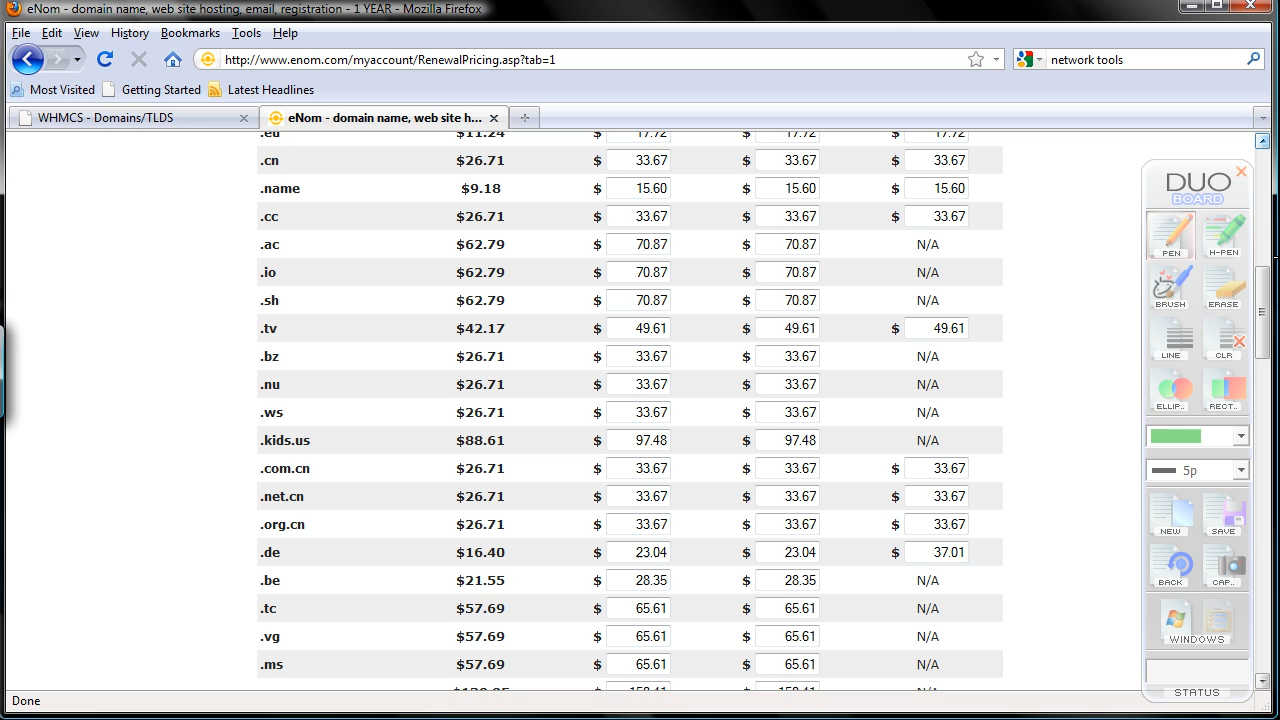 eNom - domain name, web site hosting, email, registration - 1 YEAR - Mozilla Firefox
File Edit View History Bookmarks Tools Help
http://www.enom.com/myaccount/RenewalPricing.asp?tab=1
network tools
Most Visited Getting Started Latest Headlines
WHMCS - Domains/TLDS
eNom - domain name, web site h...
.eu $11.24 $ 17.72 $ 17.72 $ 17.72
.cn $26.71 $ 33.67 $ 33.67 $ 33.67
.name $9.18 $ 15.60 $ 15.60 $ 15.60
.cc $26.71 $ 33.67 $ 33.67 $ 33.67
.ac $62.79 $ 70.87 $ 70.87 N/A
.io $62.79 $ 70.87 $ 70.87 N/A
.sh $62.79 $ 70.87 $ 70.87 N/A
.tv $42.17 $ 49.61 $ 49.61 $ 49.61
.bz $26.71 $ 33.67 $ 33.67 N/A
.nu $26.71 $ 33.67 $ 33.67 N/A
.ws $26.71 $ 33.67 $ 33.67 N/A
.kids.us $88.61 $ 97.48 $ 97.48 N/A
.com.cn $26.71 $ 33.67 $ 33.67 $ 33.67
.net.cn $26.71 $ 33.67 $ 33.67 $ 33.67
.org.cn $26.71 $ 33.67 $ 33.67 $ 33.67
.de $16.40 $ 23.04 $ 23.04 $ 37.01
.be $21.55 $ 28.35 $ 28.35 N/A
.tc $57.69 $ 65.61 $ 65.61 N/A
.vg $57.69 $ 65.61 $ 65.61 N/A
.ms $57.69 $ 65.61 $ 65.61 N/A
DUO
BOARD
PEN H-PEN
BRUSH ERASE
LINE CLR
ELLIP.. RECT..
5p
NEW SAVE
BACK CAP..
WINDOWS
STATUS
Done